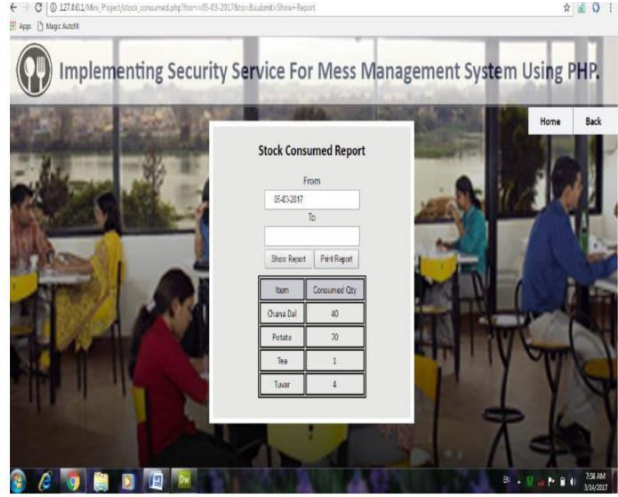 127.0.0.1/Mini_Project/stock_consumed.php?from=05-03-2017&to=&submit=Show+Report
Apps Magic Autofill
Implementing Security Service For Mess Management System Using PHP.
Home Back
Stock Consumed Report
From
05-03-2017
To
Show Report Print Report
Item Consumed Qty
Chana Dal 40
Potato 70
Tea 1
Tuvar 4
Dw
EN
7:58 AM
3/14/2017